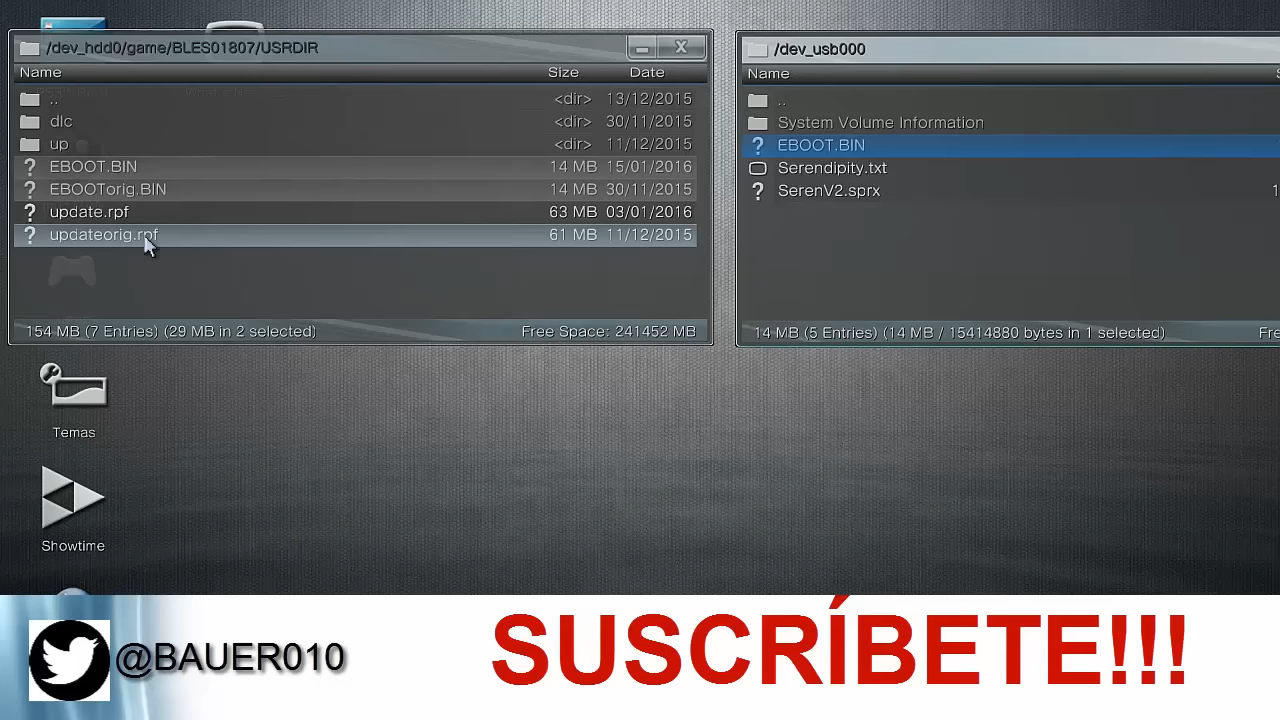 /dev_hdd0/game/BLES01807/USRDIR
Name Size Date
.. <dir> 13/12/2015
dlc <dir> 30/11/2015
up <dir> 11/12/2015
? EBOOT.BIN 14 MB 15/01/2016
? EBOOTorig.BIN 14 MB 30/11/2015
? update.rpf 63 MB 03/01/2016
? updateorig.rpf 61 MB 11/12/2015
154 MB (7 Entries) (29 MB in 2 selected) Free Space: 241452 MB
/dev_usb000
Name S
..
System Volume Information
? EBOOT.BIN
Serendipity.txt
? SerenV2.sprx 1
14 MB (5 Entries) (14 MB / 15414880 bytes in 1 selected) Fre
Temas
Showtime
@BAUER010
SUSCRÍBETE!!!